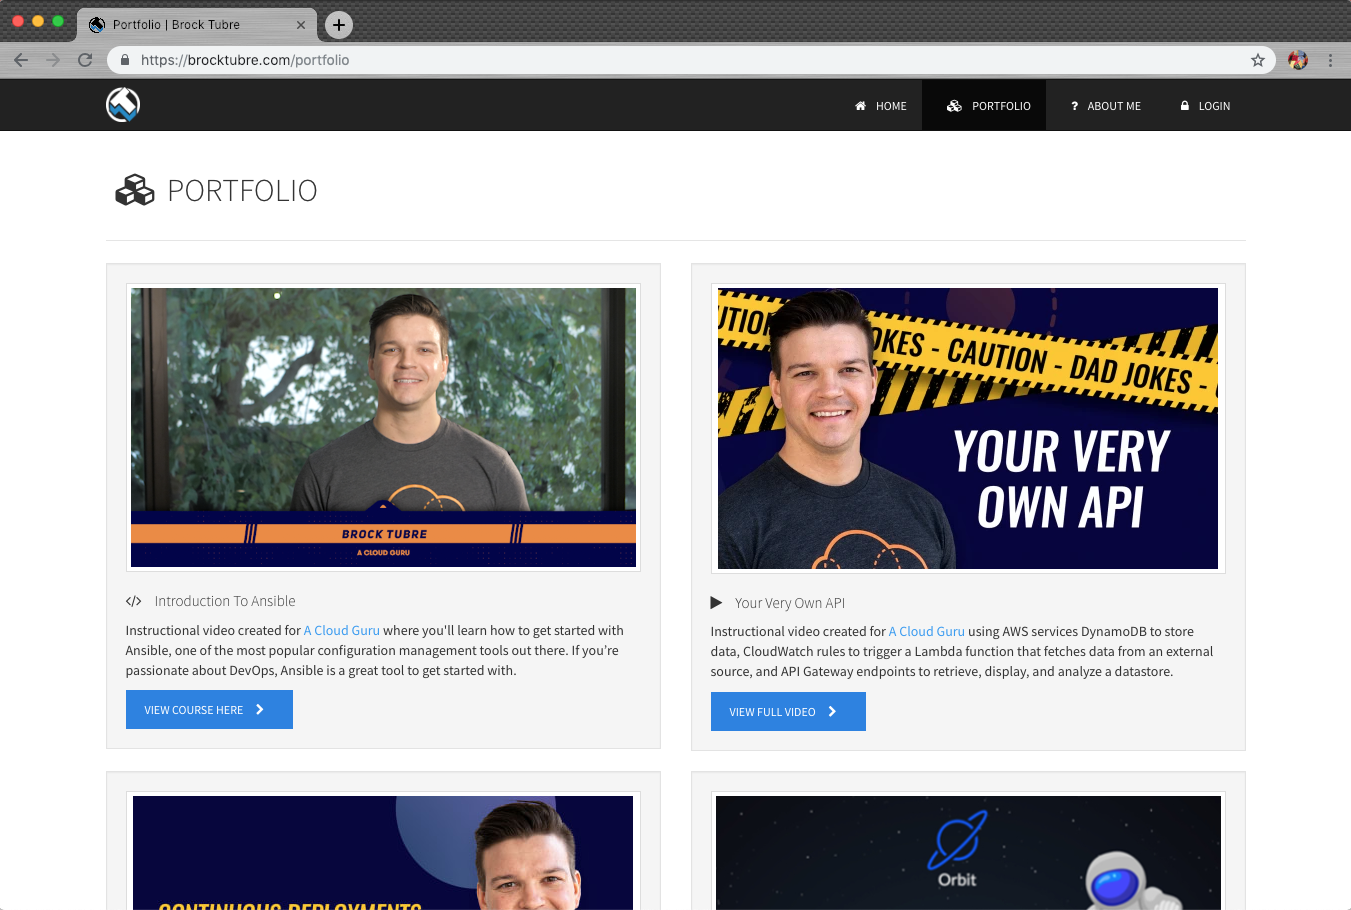 Portfolio | Brock Tubre
https://brocktubre.com/portfolio
HOME
PORTFOLIO
? ABOUT ME
LOGIN
PORTFOLIO
BROCK TUBRE
A CLOUD GURU
</> Introduction To Ansible
Instructional video created for A Cloud Guru where you'll learn how to get started with
Ansible, one of the most popular configuration management tools out there. If you're
passionate about DevOps, Ansible is a great tool to get started with.
VIEW COURSE HERE
OKES - CAUTION - DAD JOKES -
YOUR VERY
OWN API
Your Very Own API
Instructional video created for A Cloud Guru using AWS services DynamoDB to store
data, CloudWatch rules to trigger a Lambda function that fetches data from an external
source, and API Gateway endpoints to retrieve, display, and analyze a datastore.
VIEW FULL VIDEO
CONTINUOUS DEPLOYMENTS
Orbit